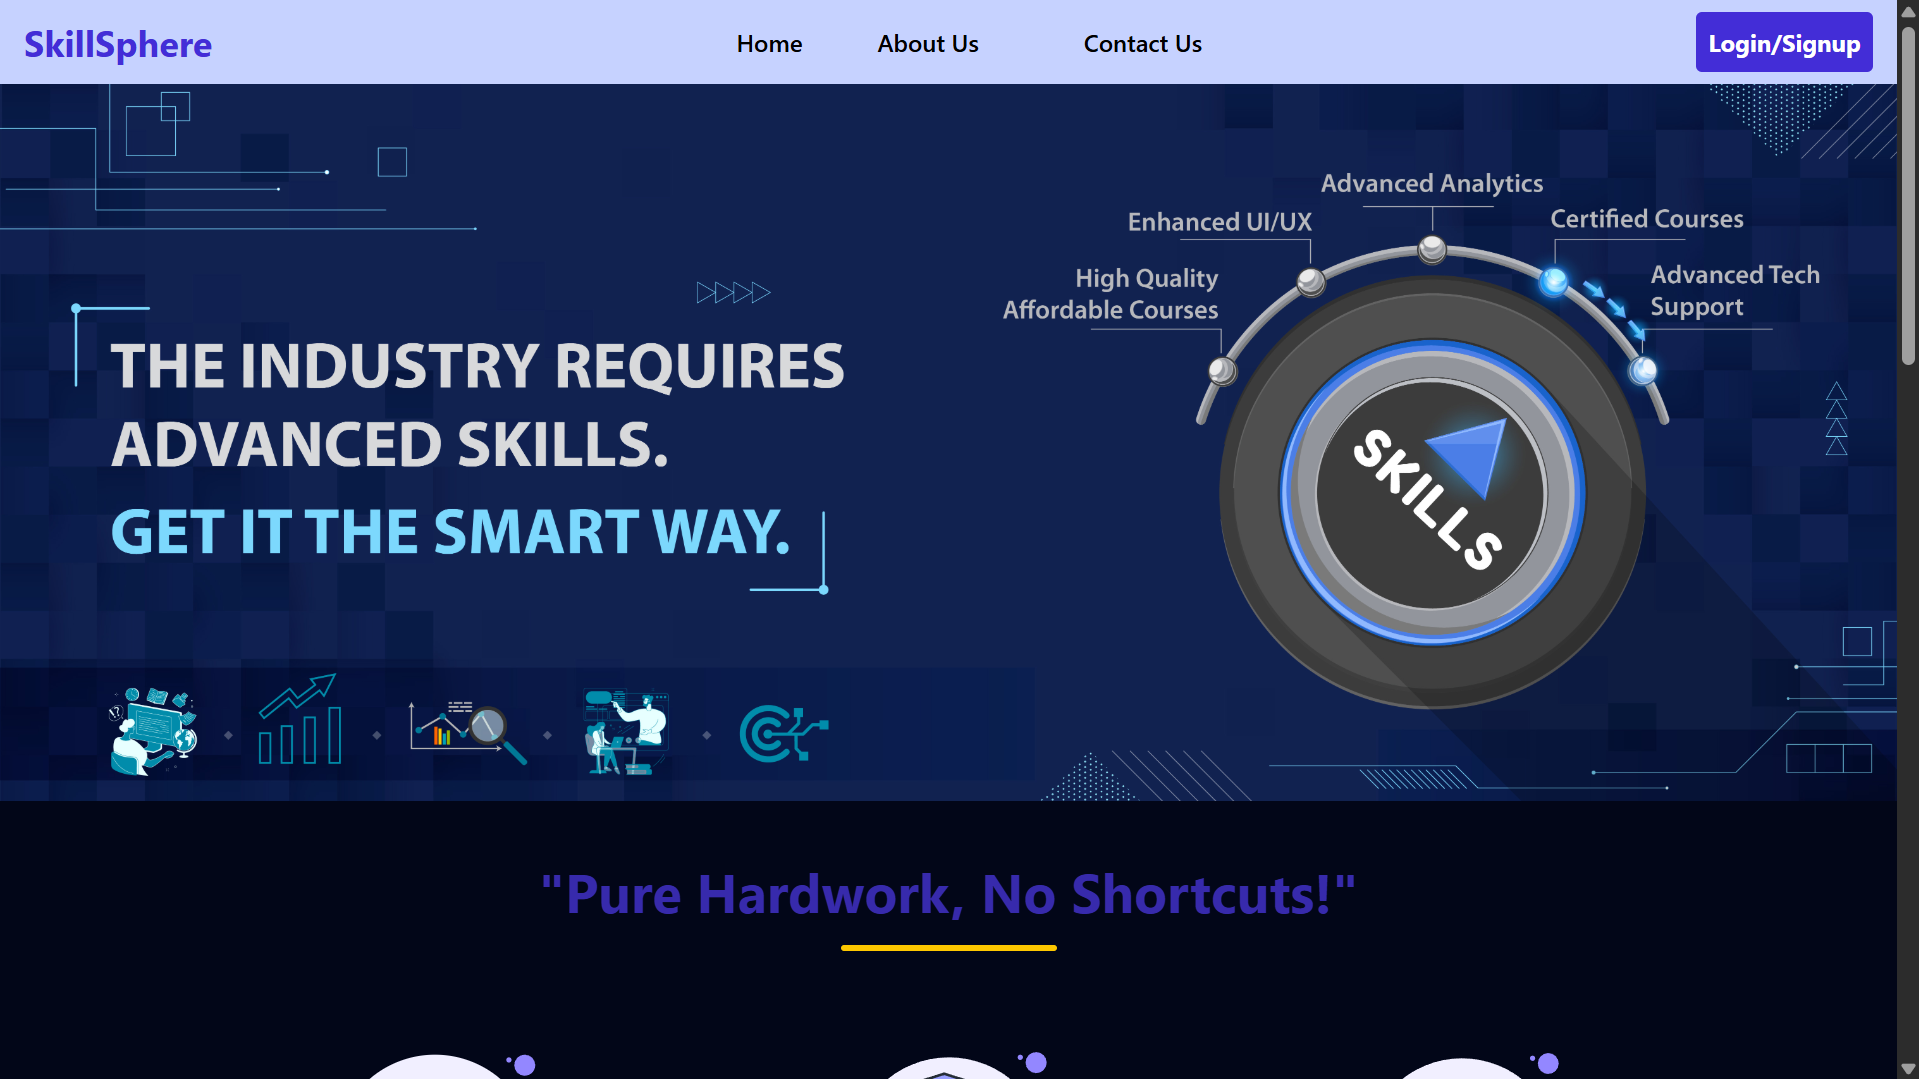 SkillSphere
Home
About Us
Contact Us
Login/Signup
Advanced Analytics
Enhanced UI/UX
Certified Courses
High Quality
Affordable Courses
Advanced Tech
Support
THE INDUSTRY REQUIRES
ADVANCED SKILLS.
GET IT THE SMART WAY.
SKILLS
!?
"Pure Hardwork, No Shortcuts!"